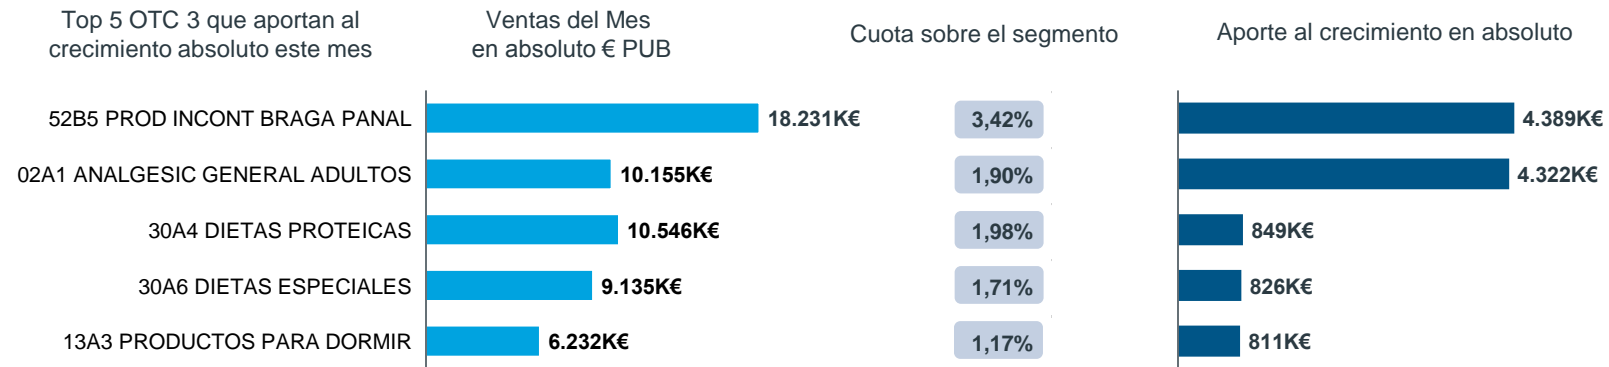 Top 5 OTC 3 que aportan al
crecimiento absoluto este mes
Ventas del Mes
en absoluto € PUB
Cuota sobre el segmento
Aporte al crecimiento en absoluto
52B5 PROD INCONT BRAGA PANAL 18.231K€ 3,42% 4.389K€
02A1 ANALGESIC GENERAL ADULTOS 10.155K€ 1,90% 4.322K€
30A4 DIETAS PROTEICAS 10.546K€ 1,98% 849K€
30A6 DIETAS ESPECIALES 9.135K€ 1,71% 826K€
13A3 PRODUCTOS PARA DORMIR 6.232K€ 1,17% 811K€